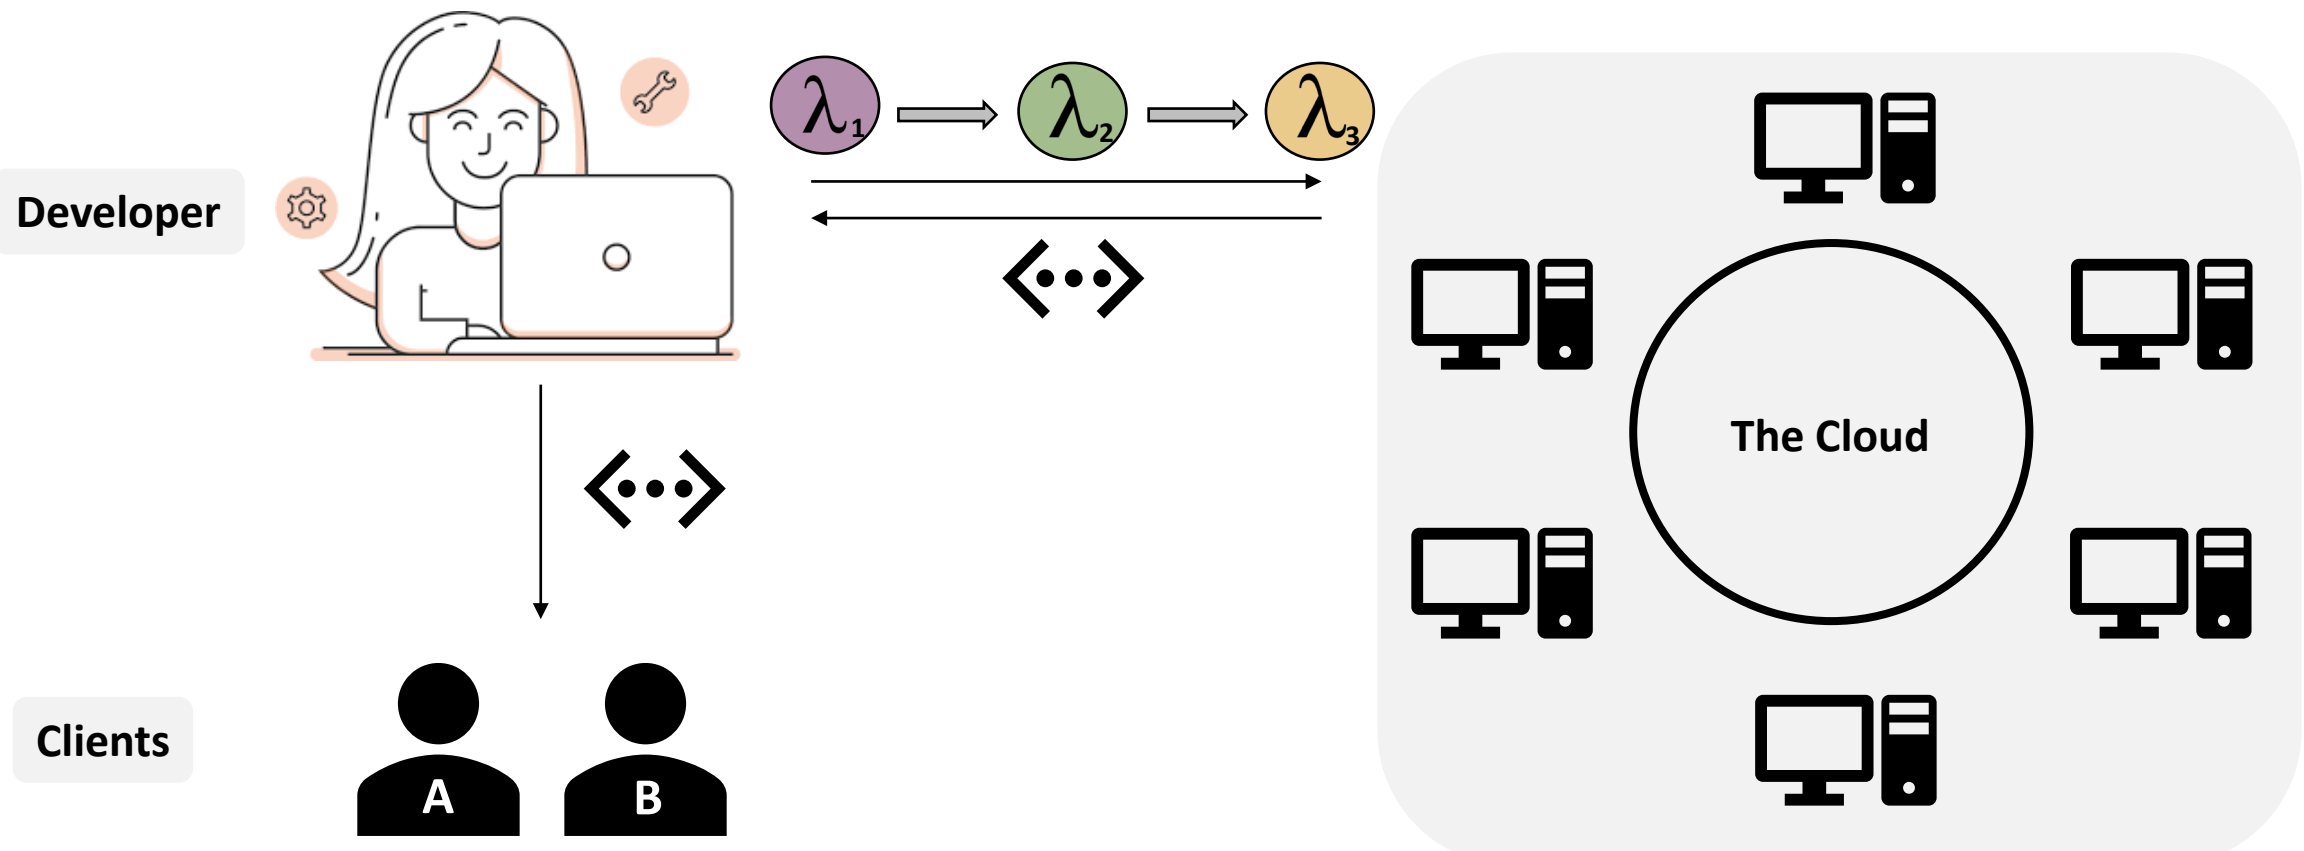 λ1
λ2
λ3
Developer
The Cloud
Clients
A
B